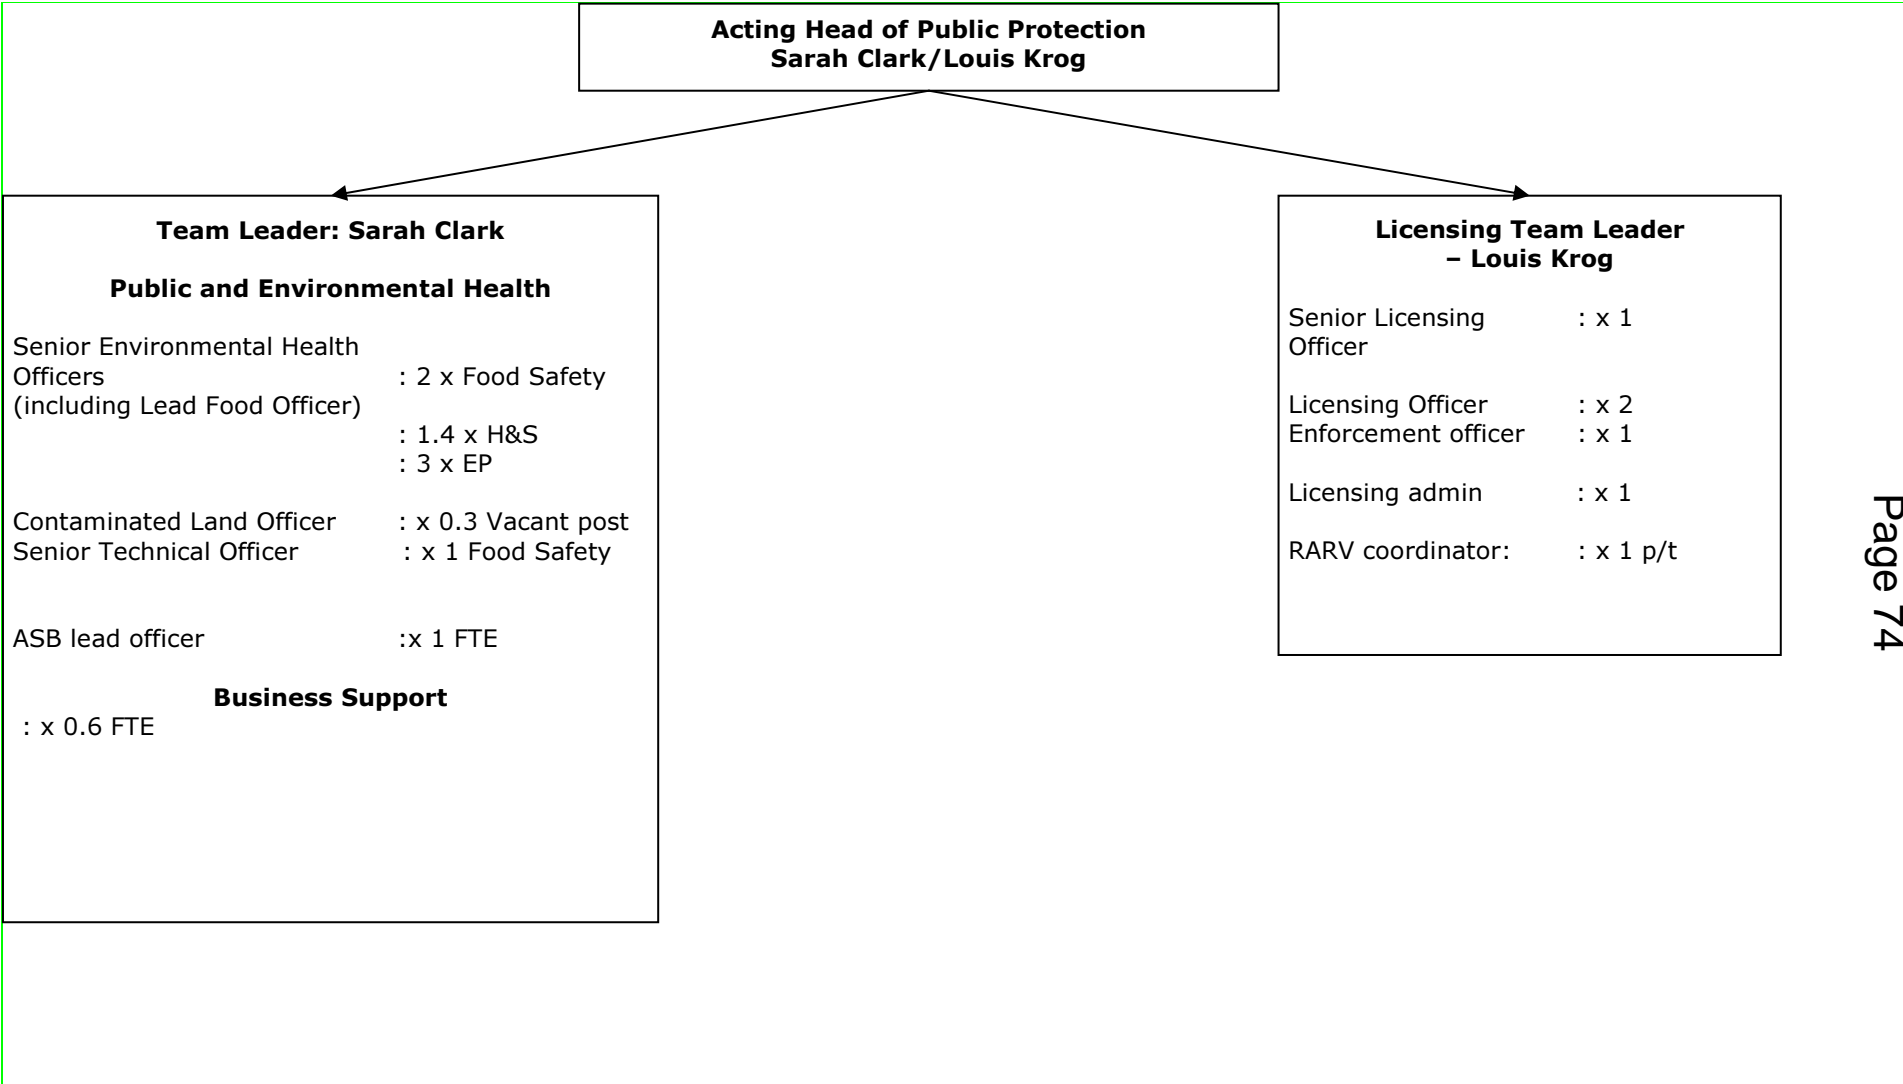 Acting Head of Public Protection
Sarah Clark/Louis Krog
Team Leader: Sarah Clark
Public and Environmental Health
Senior Environmental Health
Officers : 2 x Food Safety
(including Lead Food Officer)
: 1.4 x H&S
: 3 x EP
Contaminated Land Officer : x 0.3 Vacant post
Senior Technical Officer : x 1 Food Safety
ASB lead officer :x 1 FTE
Business Support
: x 0.6 FTE
Licensing Team Leader
– Louis Krog
Senior Licensing : x 1
Officer
Licensing Officer : x 2
Enforcement officer : x 1
Licensing admin : x 1
RARV coordinator: : x 1 p/t
Page 74